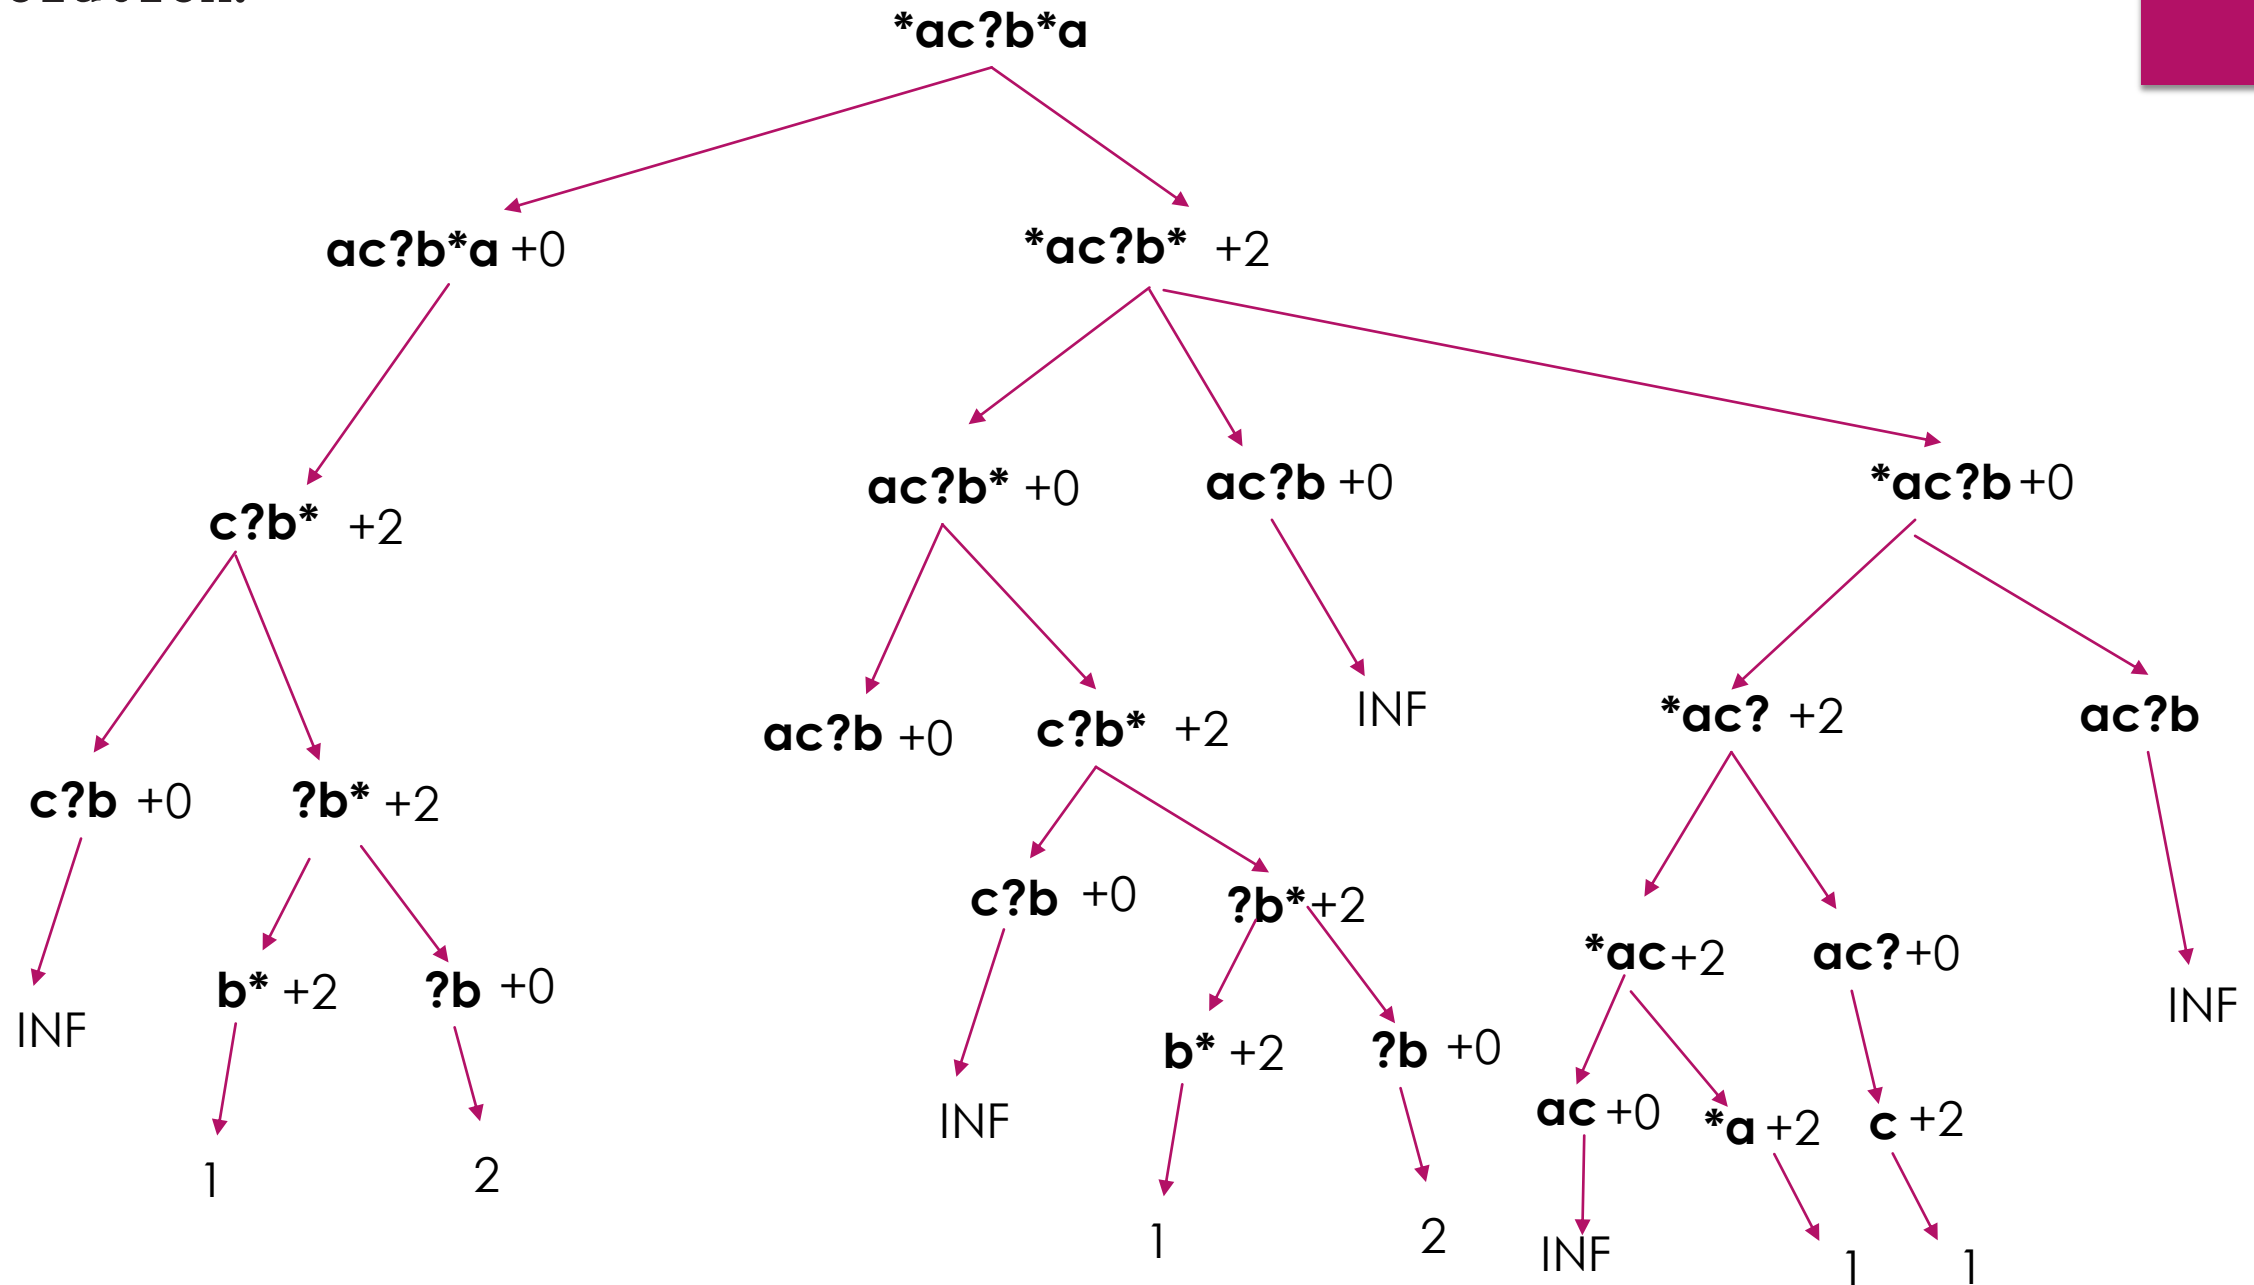 *ac?b*a
ac?b*a +0
*ac?b* +2
ac?b* +0
ac?b +0
*ac?b +0
c?b* +2
ac?b +0
c?b* +2
INF
*ac? +2
ac?b
c?b +0
?b* +2
c?b +0
?b* +2
*ac +2
ac? +0
INF
b* +2
?b +0
INF
b* +2
?b +0
ac +0
*a +2
c +2
INF
1
2
1
2
INF
1
1